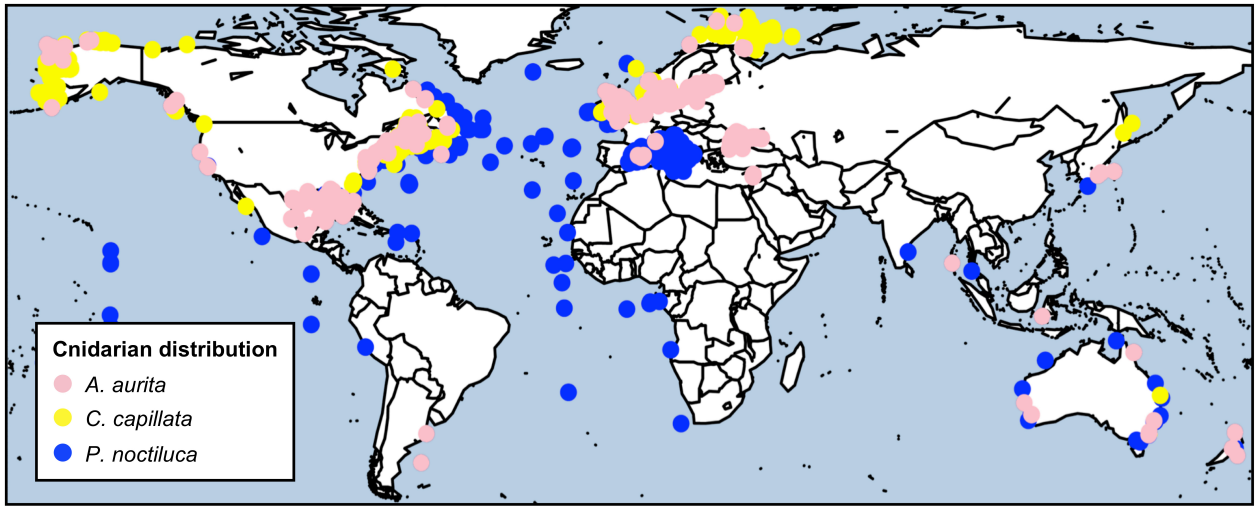 Cnidarian distribution
A. aurita
C. capillata
P. noctiluca